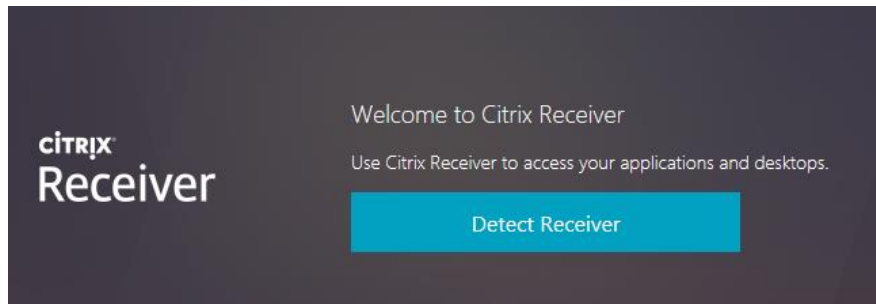 citrix
Receiver
Welcome to Citrix Receiver
Use Citrix Receiver to access your applications and desktops.
Detect Receiver